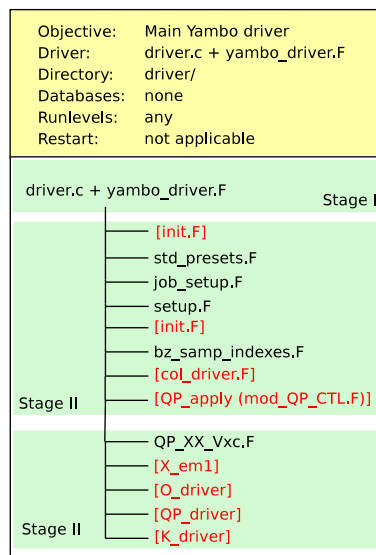 Objective: Main Yambo driver
Driver: driver.c + yambo_driver.F
Directory: driver/
Databases: none
Runlevels: any
Restart: not applicable
driver.c + yambo_driver.F
Stage I
[init.F]
std_presets.F
job_setup.F
setup.F
[init.F]
bz_samp_indexes.F
[col_driver.F]
[QP_apply (mod_QP_CTL.F)]
Stage II
QP_XX_Vxc.F
[X_em1]
[O_driver]
[QP_driver]
[K_driver]
Stage II